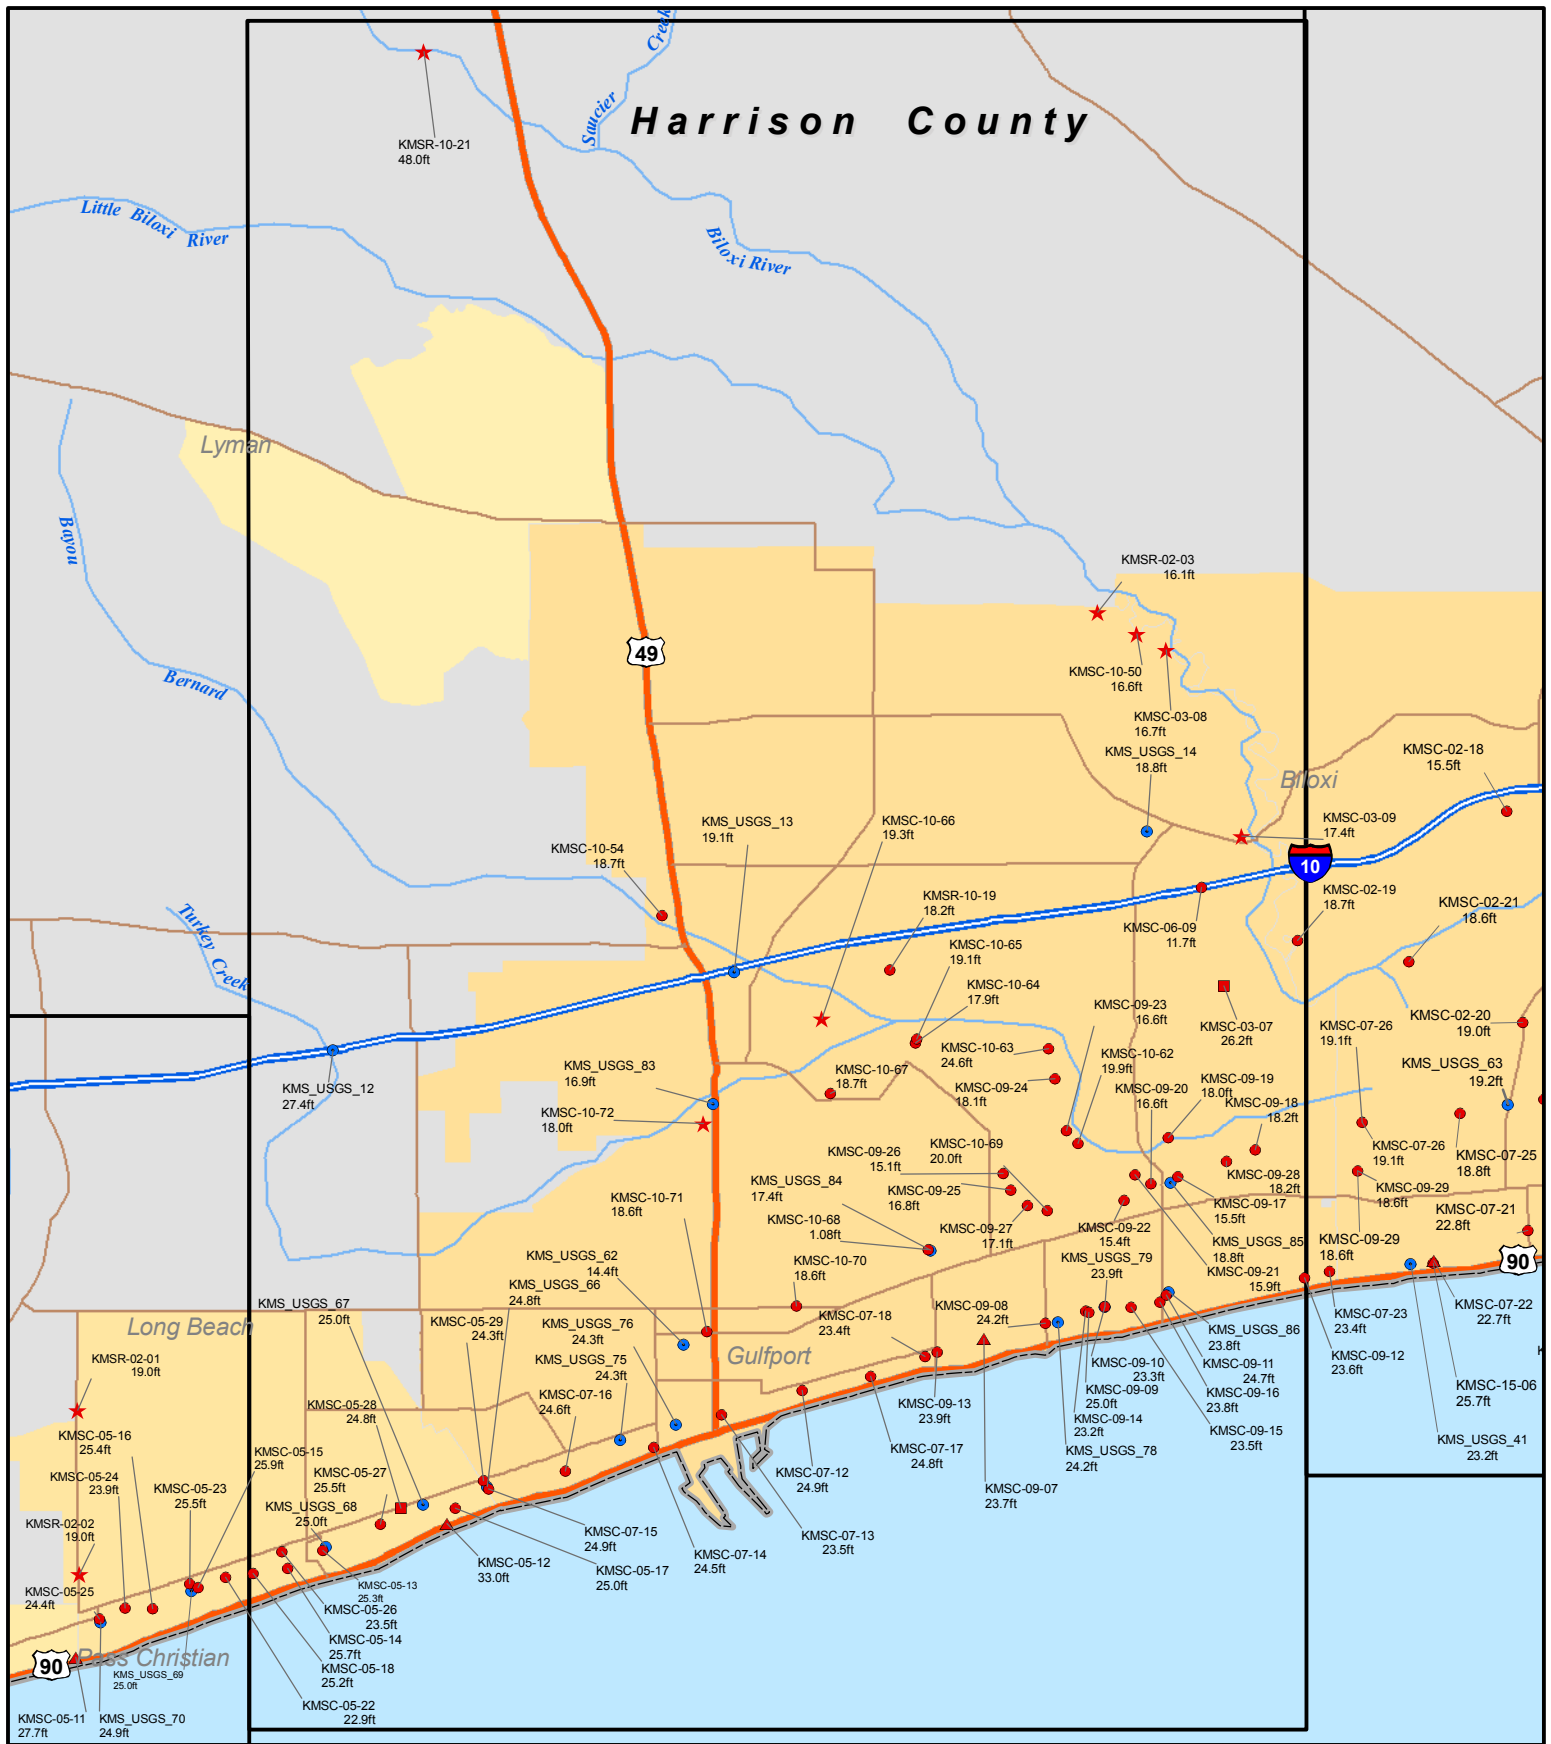 Creek
Saucier
Harrison County
KMSR-10-21
48.0ft
Little Biloxi River
Biloxi River
Lyman
Bayou
Bernard
49
KMSR-02-03
16.1ft
KMSC-10-50
16.6ft
KMSC-03-08
16.7ft
KMS_USGS_14
18.8ft
KMSC-02-18
15.5ft
Biloxi
KMSC-03-09
17.4ft
10
KMS_USGS_13
19.1ft
KMSC-10-66
19.3ft
KMSC-10-54
18.7ft
KMSR-10-19
18.2ft
KMSC-02-19
18.7ft
KMSC-02-21
18.6ft
KMSC-06-09
11.7ft
Turkey Creek
KMSC-10-65
19.1ft
KMSC-10-64
17.9ft
KMSC-09-23
16.6ft
KMSC-03-07
26.2ft
KMSC-07-26
19.1ft
KMSC-02-20
19.0ft
KMSC-10-63
24.6ft
KMSC-10-62
19.9ft
KMS_USGS_63
19.2ft
KMS_USGS_12
27.4ft
KMS_USGS_83
16.9ft
KMSC-10-67
18.7ft
KMSC-09-24
18.1ft
KMSC-09-20
16.6ft
KMSC-09-19
18.0ft
KMSC-09-18
18.2ft
KMSC-10-72
18.0ft
KMSC-09-26
15.1ft
KMSC-10-69
20.0ft
KMSC-07-26
19.1ft
KMSC-07-25
18.8ft
KMS_USGS_84
17.4ft
KMSC-09-25
16.8ft
KMSC-09-28
18.2ft
KMSC-09-29
18.6ft
KMSC-10-71
18.6ft
KMSC-09-17
15.5ft
KMSC-07-21
22.8ft
KMSC-10-68
1.08ft
KMSC-09-27
17.1ft
KMSC-09-22
15.4ft
KMS_USGS_85
18.8ft
KMSC-09-29
18.6ft
90
KMS_USGS_62
14.4ft
KMSC-10-70
18.6ft
KMS_USGS_79
23.9ft
KMSC-09-21
15.9ft
KMS_USGS_66
24.8ft
KMS_USGS_67
25.0ft
KMSC-05-29
24.3ft
KMS_USGS_76
24.3ft
KMSC-07-18
23.4ft
KMSC-09-08
24.2ft
KMSC-07-22
22.7ft
KMSC-07-23
23.4ft
Long Beach
Gulfport
KMS_USGS_86
23.8ft
KMSC-09-12
23.6ft
KMSR-02-01
19.0ft
KMS_USGS_75
24.3ft
KMSC-09-10
23.3ft
KMSC-09-11
24.7ft
KMSC-15-06
25.7ft
KMSC-07-16
24.6ft
KMSC-09-09
25.0ft
KMSC-09-16
23.8ft
KMSC-05-28
24.8ft
KMSC-09-13
23.9ft
KMSC-09-14
23.2ft
KMSC-09-15
23.5ft
KMSC-05-16
25.4ft
KMSC-05-15
25.9ft
KMSC-07-17
24.8ft
KMS_USGS_78
24.2ft
KMS_USGS_41
23.2ft
KMSC-05-24
23.9ft
KMSC-05-23
25.5ft
KMSC-05-27
25.5ft
KMSC-07-12
24.9ft
KMSC-09-07
23.7ft
KMS_USGS_68
25.0ft
KMSR-02-02
19.0ft
KMSC-07-15
24.9ft
KMSC-07-13
23.5ft
KMSC-07-14
24.5ft
KMSC-05-12
33.0ft
KMSC-05-17
25.0ft
KMSC-05-25
24.4ft
KMSC-05-13
25.3ft
KMSC-05-26
23.5ft
KMSC-05-14
25.7ft
90
Pass Christian
KMSC-05-18
25.2ft
KMS_USGS_69
25.0ft
KMSC-05-22
22.9ft
KMSC-05-11
27.7ft
KMS_USGS_70
24.9ft